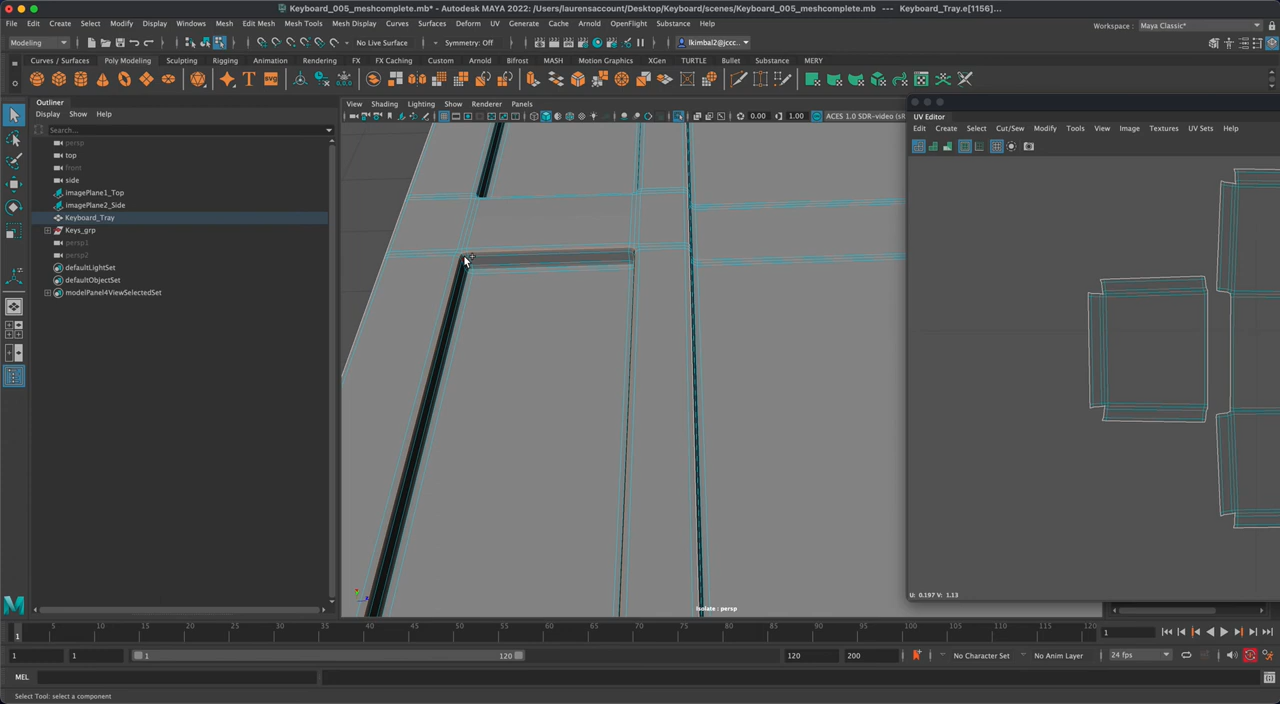 Keyboard_005_meshcomplete.mb* - Autodesk MAYA 2022: /Users/laurensaccount/Desktop/Keyboard/scenes/Keyboard_005_meshcomplete.mb --- Keyboard_Tray.e[1156]...
File Edit Create Select Modify Display Windows Mesh Edit Mesh Mesh Tools Mesh Display Curves Surfaces Deform UV Generate Cache Arnold OpenFlight Substance Help
Workspace : Maya Classic*
Modeling No Live Surface Symmetry: Off lkimbal2@jccc...
Curves / Surfaces Poly Modeling Sculpting Rigging Animation Rendering FX FX Caching Custom Arnold Bifrost MASH Motion Graphics XGen TURTLE Bullet Substance MERY
SVG
Outliner
Display Show Help
Search...
persp
top
front
side
imagePlane1_Top
imagePlane2_Side
Keyboard_Tray
Keys_grp
persp1
persp2
defaultLightSet
defaultObjectSet
modelPanel4ViewSelectedSet
View Shading Lighting Show Renderer Panels
0.00 1.00 ACES 1.0 SDR-video (sR
Isolate : persp
UV Editor
Edit Create Select Cut/Sew Modify Tools View Image Textures UV Sets Help
U: 0.197 V: 1.13
5 10 15 20 25 30 35 40 45 50 55 60 65 70 75 80 85 90 95 100 105 110 115 120
1 1
1 1 1 120 120 200 No Character Set No Anim Layer 24 fps
MEL
Select Tool: select a component